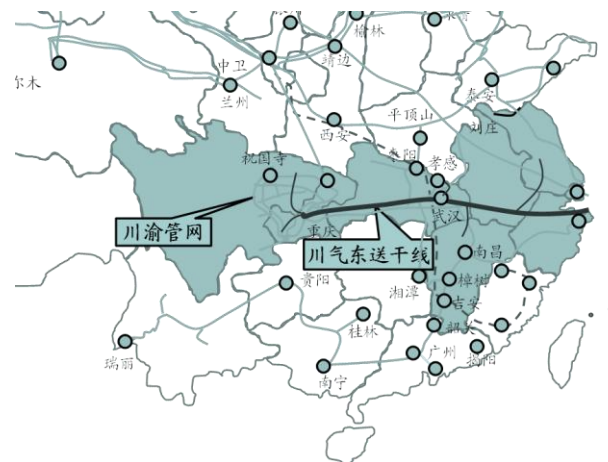 榆林
中卫
靖边
尔木
兰州
泰安
平顶山
刘庄
西安
枣阳
孝感
武汉
川渝管网
重庆
川气东送干线
南昌
樟树
贵阳
湘潭
吉安
韶关
桂林
广州
揭阳
瑞丽
南宁